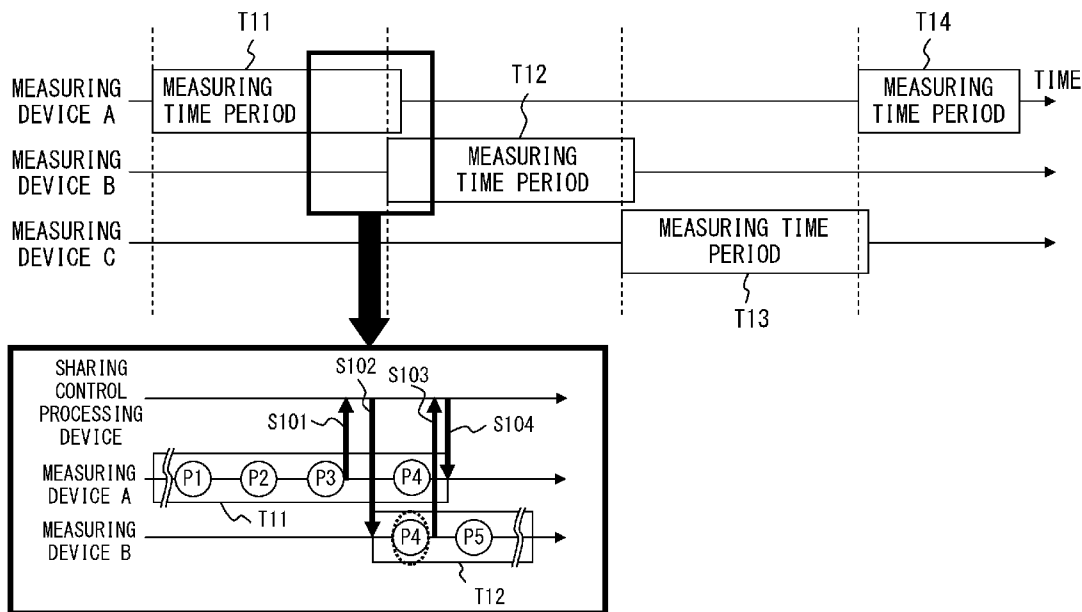 T11
T14
T12
MEASURING
DEVICE A
MEASURING
TIME PERIOD
MEASURING
TIME PERIOD
TIME
MEASURING
DEVICE B
MEASURING
TIME PERIOD
MEASURING
DEVICE C
MEASURING TIME
PERIOD
T13
SHARING
CONTROL
PROCESSING
DEVICE
S102
S103
S101
S104
MEASURING
DEVICE A
P1
P2
P3
P4
T11
MEASURING
DEVICE B
P4
P5
T12